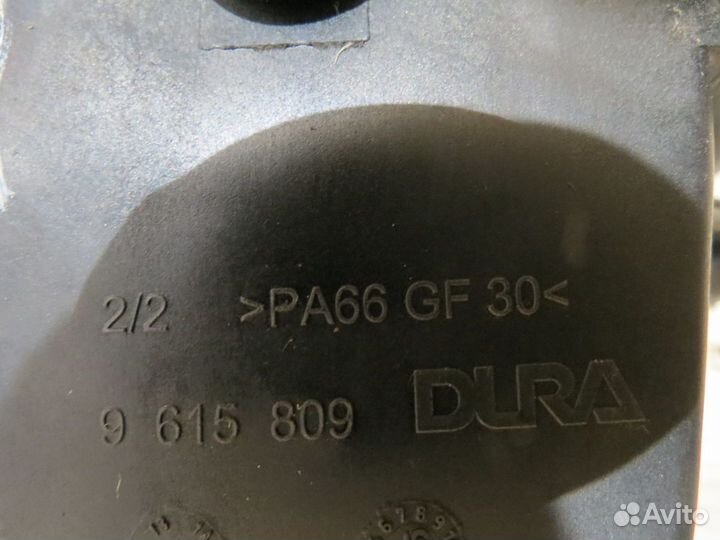 2/2 >PA66 GF 30<
9 615 809 DURA
Avito